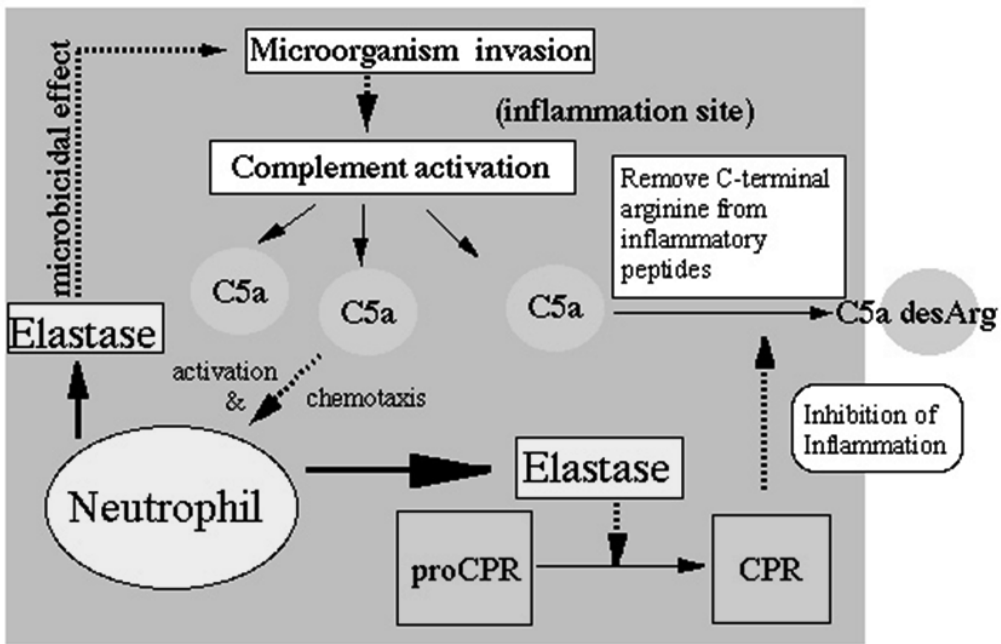 microbicidal effect
Microorganism invasion
(inflammation site)
Complement activation
Remove C-terminal
arginine from
inflammatory
peptides
C5a
C5a
C5a
C5a desArg
Elastase
activation
&
chemotaxis
Inhibition of
Inflammation
Neutrophil
Elastase
proCPR
CPR